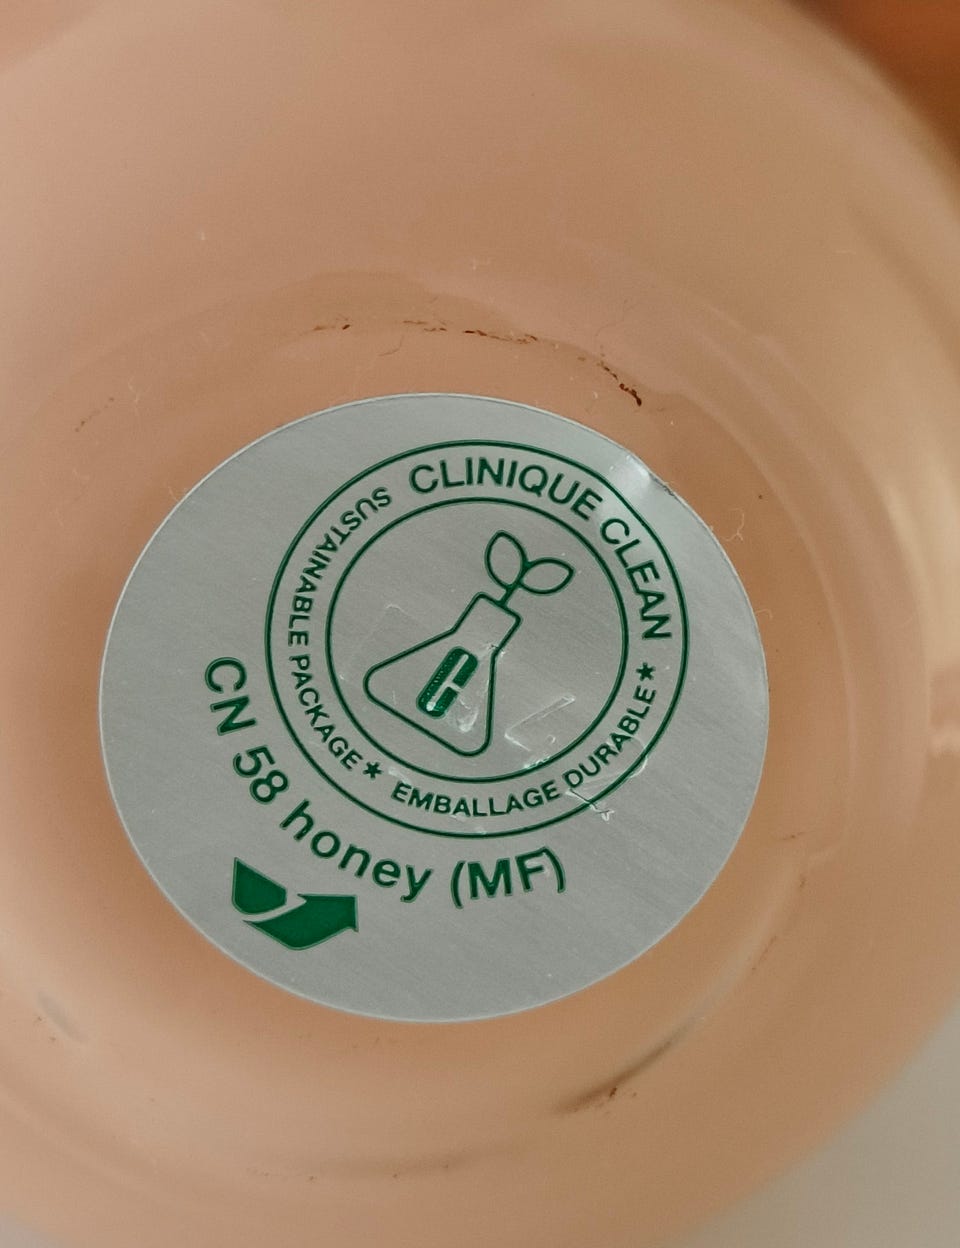 CLINIQUE CLEAN
SUSTAINABLE PACKAGE *
EMBALLAGE DURABLE *
C
CN 58 honey (MF)